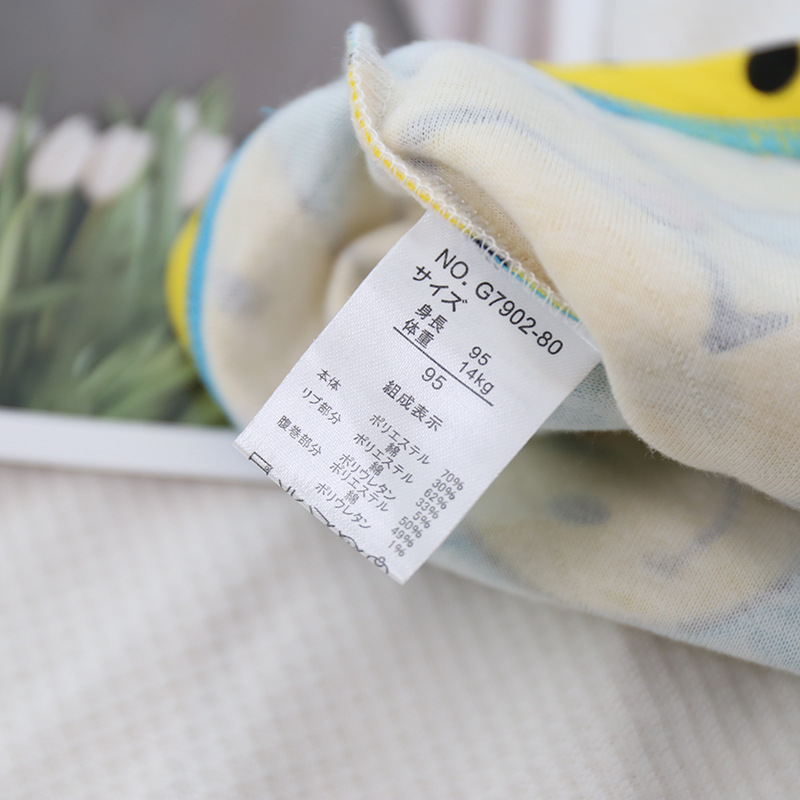 NO. G7902-80
サイズ
身長 95
体重 14kg
95
組成表示
本体 ポリエステル 70%
綿 30%
リブ部分 ポリエステル 62%
綿 33%
ポリウレタン 5%
腹巻部分 ポリエステル 50%
綿 49%
ポリウレタン 1%